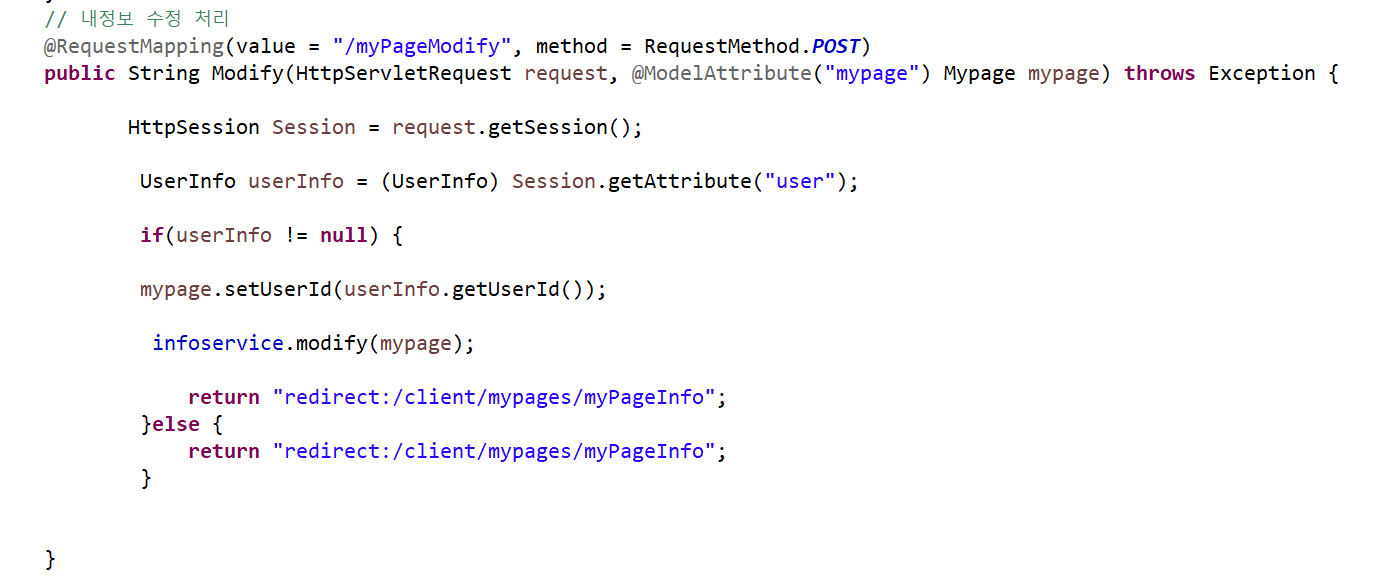 // 내정보 수정 처리
@RequestMapping(value = "/myPageModify", method = RequestMethod.POST)
public String Modify(HttpServletRequest request, @ModelAttribute("mypage") Mypage mypage) throws Exception {
HttpSession Session = request.getSession();
UserInfo userInfo = (UserInfo) Session.getAttribute("user");
if(userInfo != null) {
mypage.setUserId(userInfo.getUserId());
infoservice.modify(mypage);
return "redirect:/client/mypages/myPageInfo";
}else {
return "redirect:/client/mypages/myPageInfo";
}
}